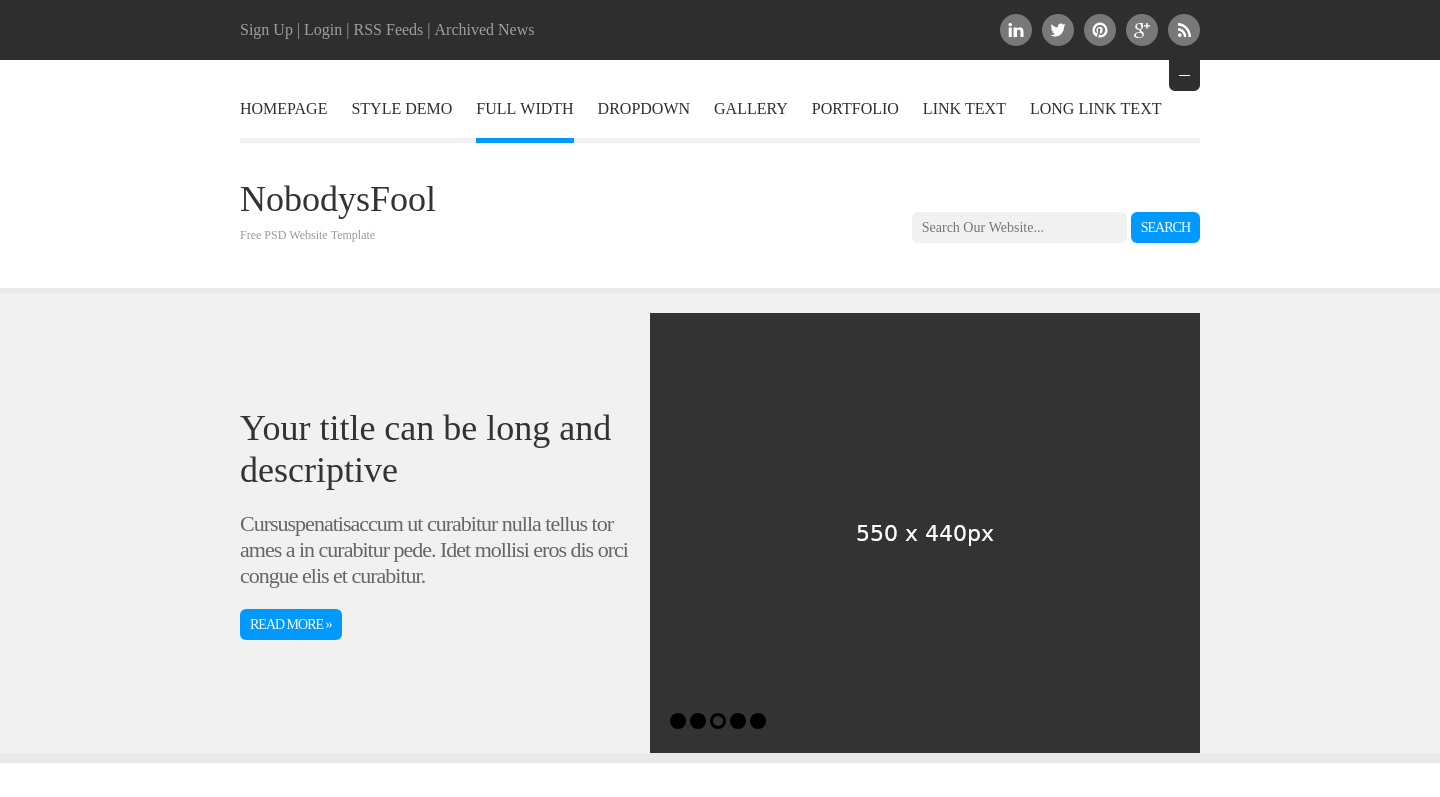 Sign Up | Login | RSS Feeds | Archived News
HOMEPAGE STYLE DEMO FULL WIDTH DROPDOWN GALLERY PORTFOLIO LINK TEXT LONG LINK TEXT
NobodysFool
Free PSD Website Template
Search Our Website... SEARCH
Your title can be long and
descriptive
Cursuspenatisaccum ut curabitur nulla tellus tor
ames a in curabitur pede. Idet mollisi eros dis orci
congue elis et curabitur.
READ MORE »
550 x 440px